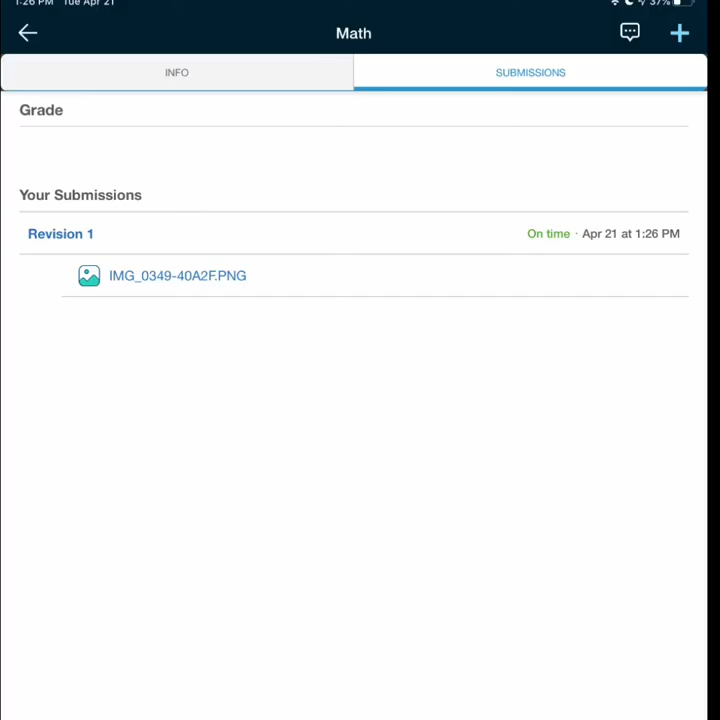 1:26 PM Tue Apr 21
37%
Math
INFO
SUBMISSIONS
Grade
Your Submissions
Revision 1
On time · Apr 21 at 1:26 PM
IMG_0349-40A2F.PNG